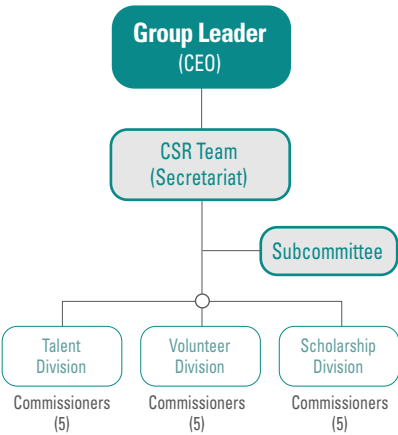 Group Leader
(CEO)
CSR Team
(Secretariat)
Subcommittee
Talent
Division
Volunteer
Division
Scholarship
Division
Commissioners
(5)
Commissioners
(5)
Commissioners
(5)